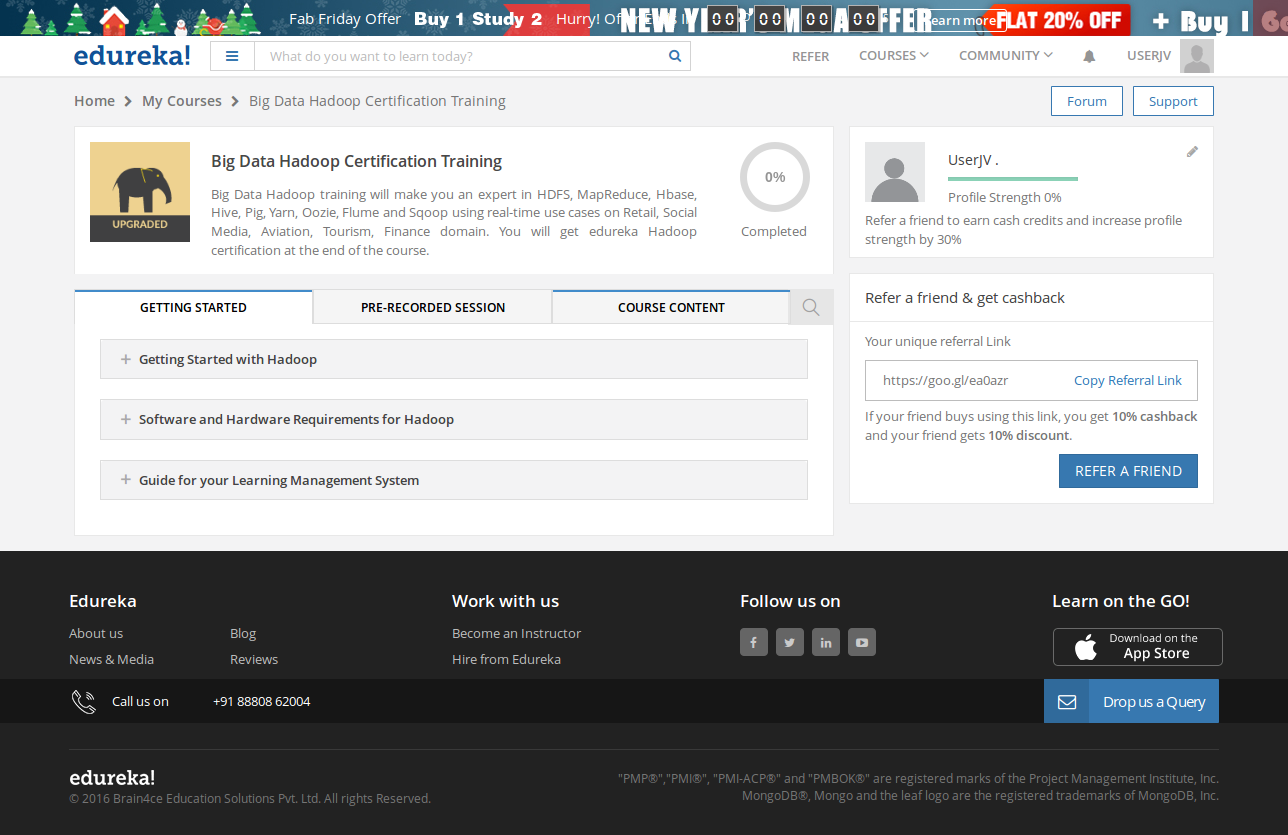 Fab Friday Offer Buy 1 Study 2 Hurry! 00 00 00 00 Learn more FLAT 20% OFF + Buy 1
edureka! What do you want to learn today? REFER COURSES COMMUNITY USERJV
Home My Courses Big Data Hadoop Certification Training Forum Support
Big Data Hadoop Certification Training
Big Data Hadoop training will make you an expert in HDFS, MapReduce, Hbase,
Hive, Pig, Yarn, Oozie, Flume and Sqoop using real-time use cases on Retail, Social
Media, Aviation, Tourism, Finance domain. You will get edureka Hadoop
certification at the end of the course.
UPGRADED
0%
Completed
UserJV .
Profile Strength 0%
Refer a friend to earn cash credits and increase profile
strength by 30%
GETTING STARTED PRE-RECORDED SESSION COURSE CONTENT
+ Getting Started with Hadoop
+ Software and Hardware Requirements for Hadoop
+ Guide for your Learning Management System
Refer a friend & get cashback
Your unique referral Link
https://goo.gl/ea0azr Copy Referral Link
If your friend buys using this link, you get 10% cashback
and your friend gets 10% discount.
REFER A FRIEND
Edureka Work with us Follow us on Learn on the GO!
About us Blog Become an Instructor
News & Media Reviews Hire from Edureka
Download on the
App Store
Call us on +91 88808 62004 Drop us a Query
edureka!
© 2016 Brain4ce Education Solutions Pvt. Ltd. All rights Reserved.
"PMP®","PMI®", "PMI-ACP®" and "PMBOK®" are registered marks of the Project Management Institute, Inc.
MongoDB®, Mongo and the leaf logo are the registered trademarks of MongoDB, Inc.